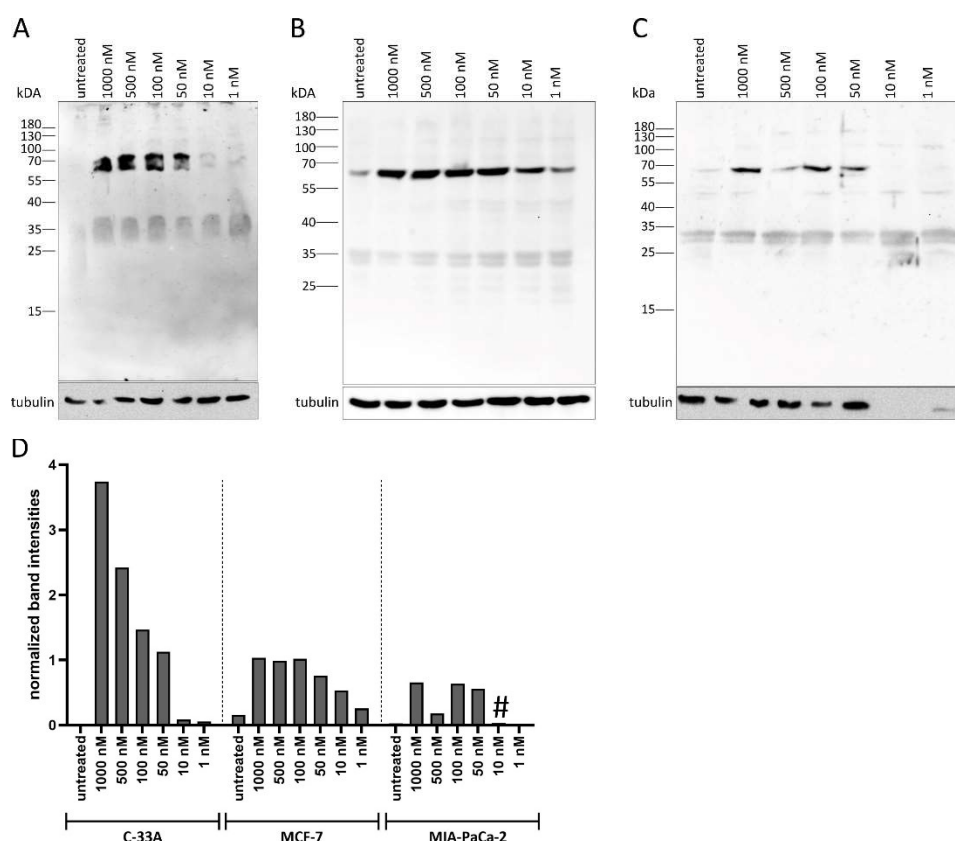 A
untreated
1000 nM
500 nM
100 nM
50 nM
10 nM
1 nM
kDA
180
130
100
70
55
40
35
25
15
tubulin
B
untreated
1000 nM
500 nM
100 nM
50 nM
10 nM
1 nM
kDA
180
130
100
70
55
40
35
25
tubulin
C
untreated
1000 nM
500 nM
100 nM
50 nM
10 nM
1 nM
kDa
180
130
100
70
55
40
35
25
15
tubulin
D
normalized band intensities
4
3
2
1
0
#
untreated
1000 nM
500 nM
100 nM
50 nM
10 nM
1 nM
untreated
1000 nM
500 nM
100 nM
50 nM
10 nM
1 nM
untreated
1000 nM
500 nM
100 nM
50 nM
10 nM
1 nM
C-33A
MCF-7
MIA-PaCa-2